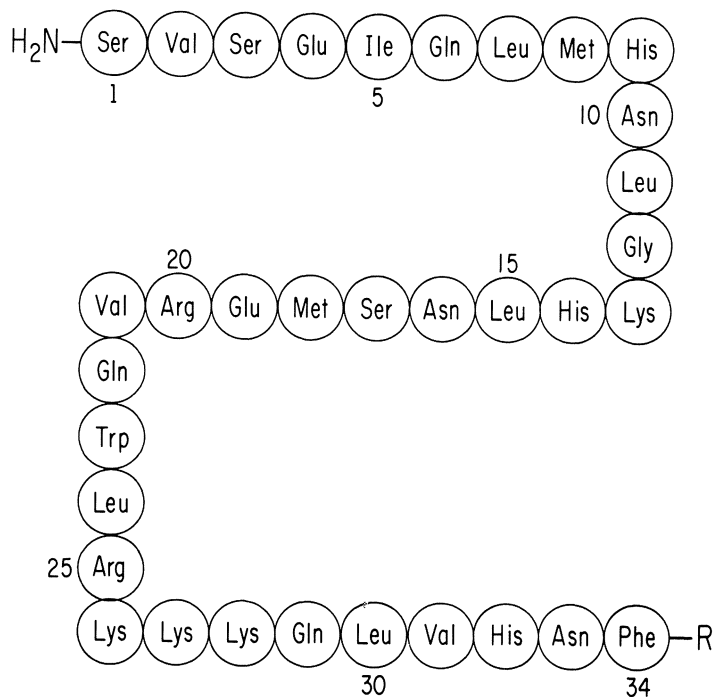 H₂N Ser Val Ser Glu Ile Gln Leu Met His
1 5
10 Asn
Leu
Gly
20 15
Val Arg Glu Met Ser Asn Leu His Lys
Gln
Trp
Leu
25 Arg
Lys Lys Lys Gln Leu Val His Asn Phe R
30 34